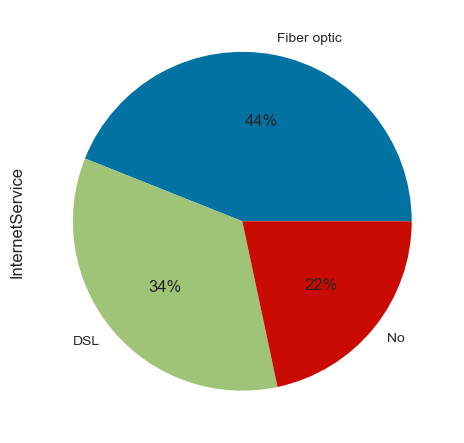 Fiber optic
44%
InternetService
34%
22%
DSL
No